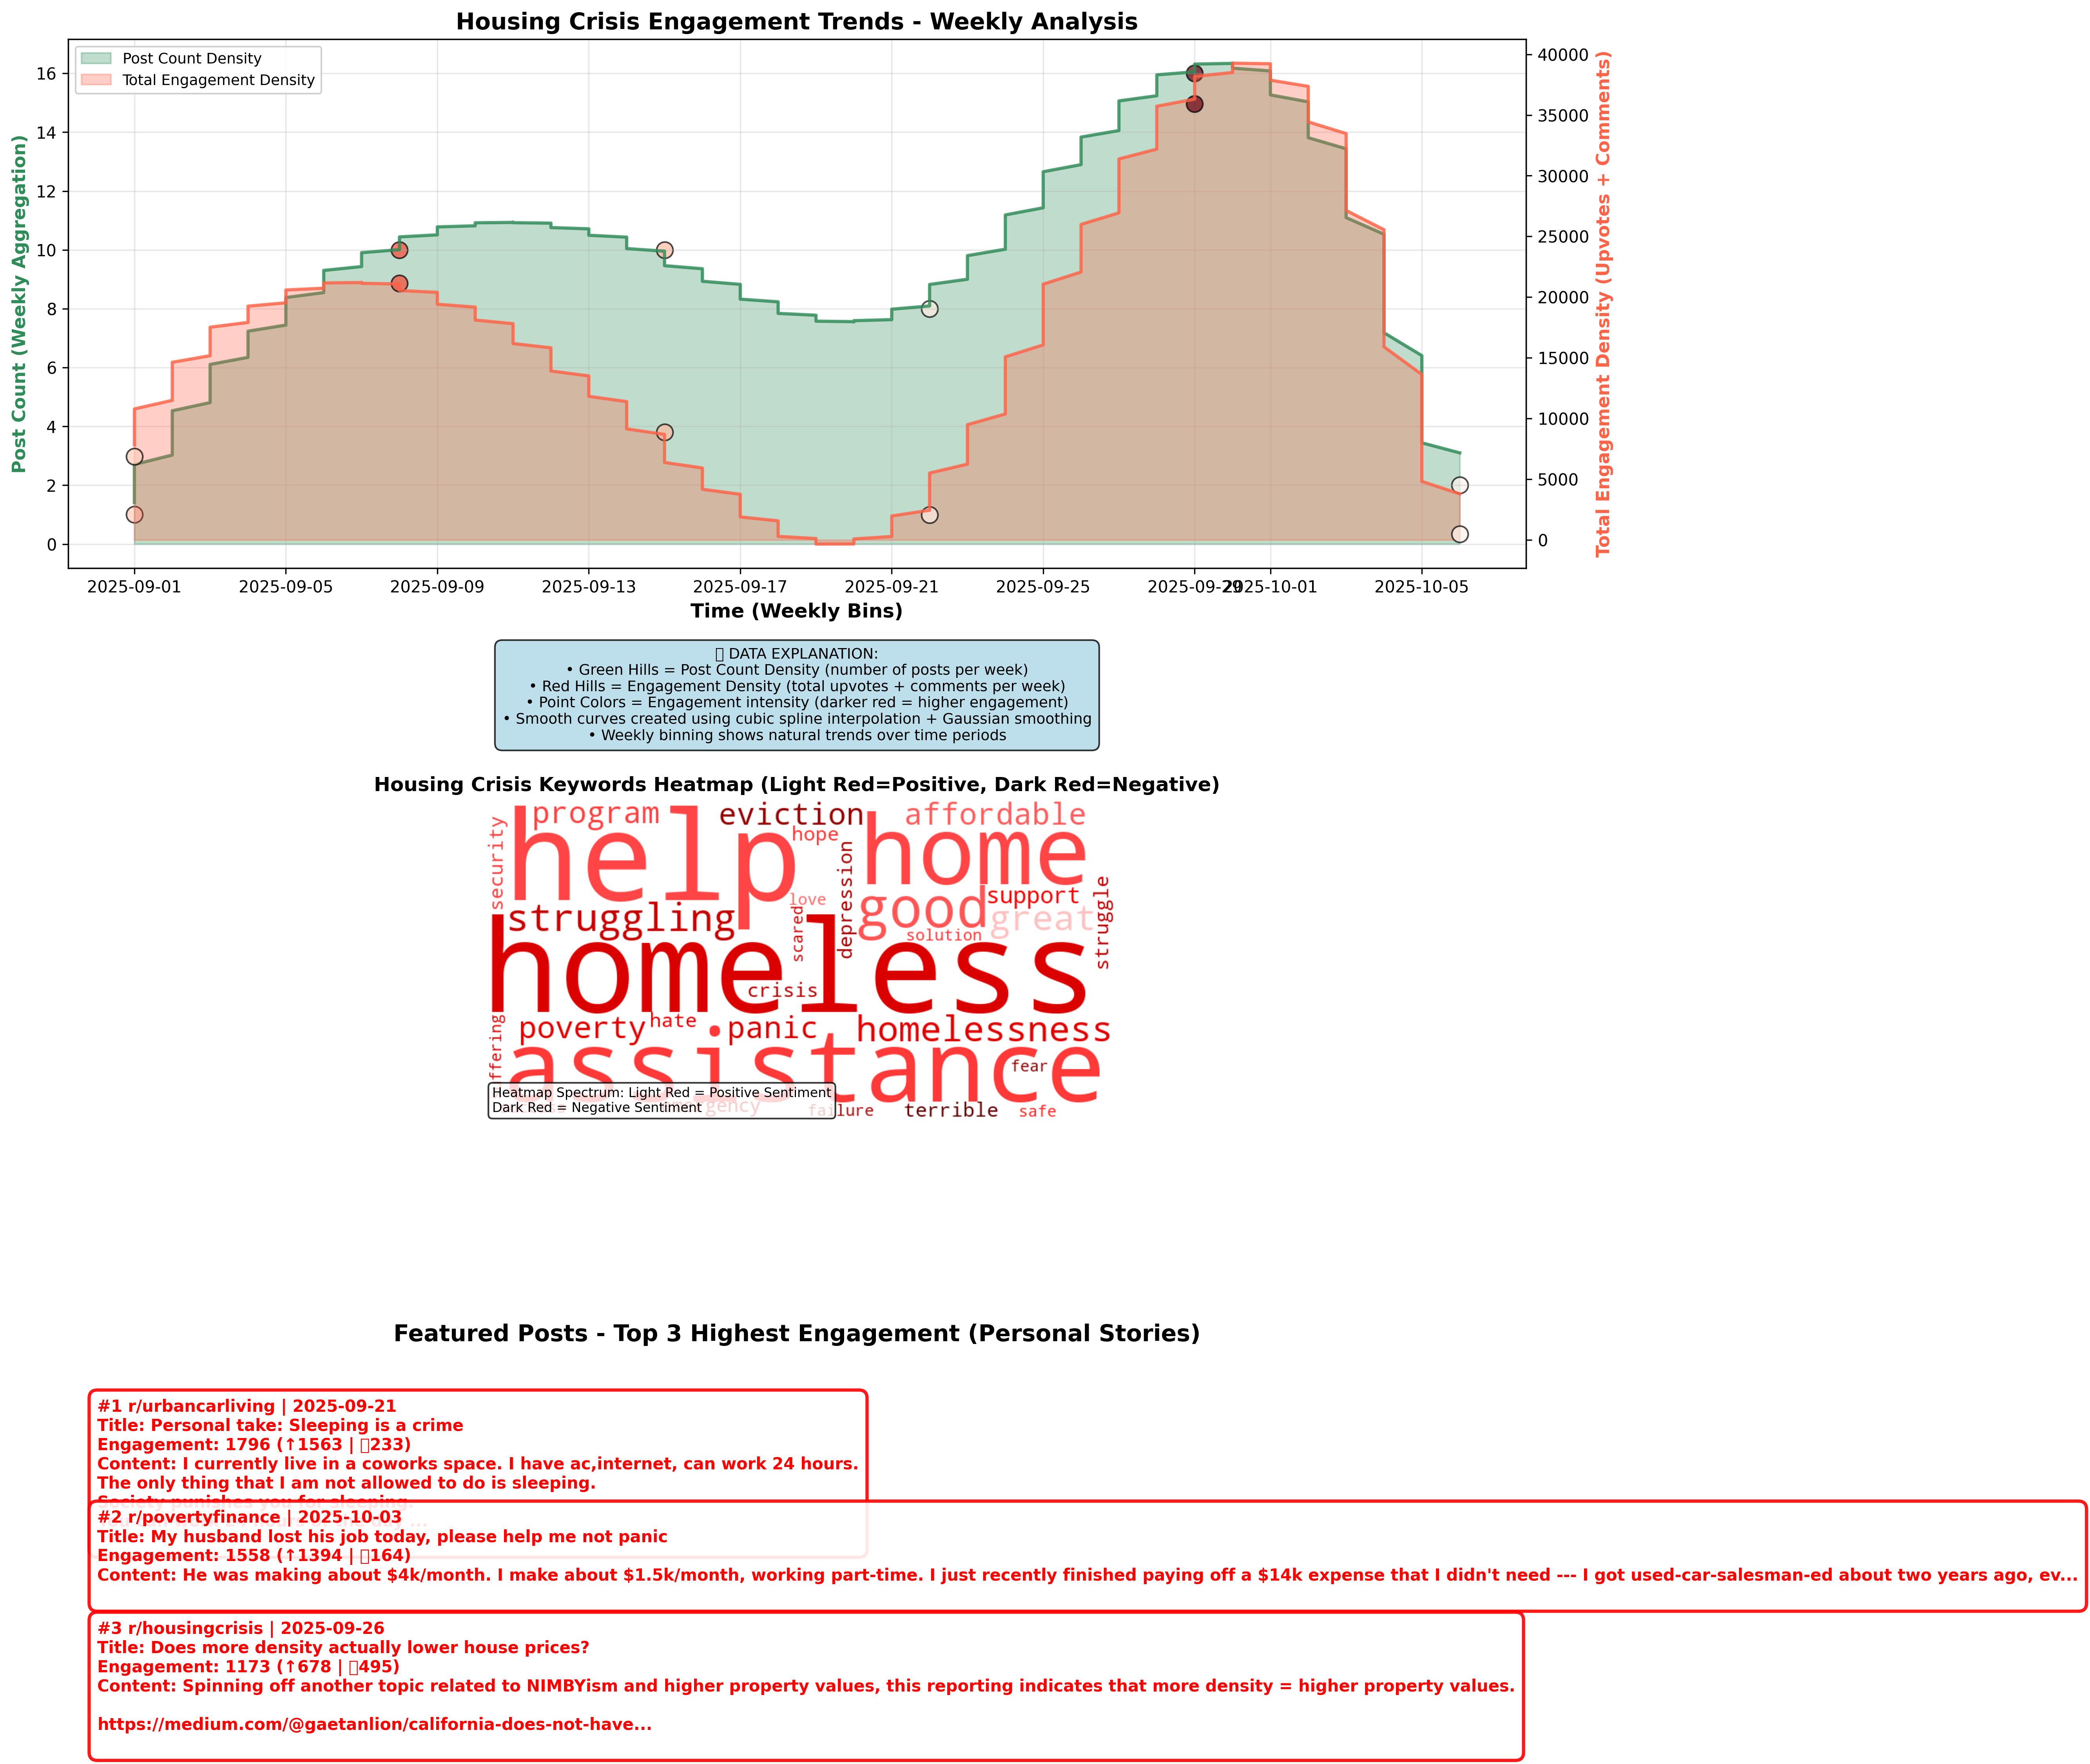 Housing Crisis Engagement Trends - Weekly Analysis
Post Count Density
Total Engagement Density
Post Count (Weekly Aggregation)
16
14
12
10
8
6
4
2
0
Total Engagement Density (Upvotes + Comments)
40000
35000
30000
25000
20000
15000
10000
5000
0
2025-09-01 2025-09-05 2025-09-09 2025-09-13 2025-09-17 2025-09-21 2025-09-25 2025-09-29 2025-10-01 2025-10-05
Time (Weekly Bins)
DATA EXPLANATION:
• Green Hills = Post Count Density (number of posts per week)
• Red Hills = Engagement Density (total upvotes + comments per week)
• Point Colors = Engagement intensity (darker red = higher engagement)
• Smooth curves created using cubic spline interpolation + Gaussian smoothing
• Weekly binning shows natural trends over time periods
Housing Crisis Keywords Heatmap (Light Red=Positive, Dark Red=Negative)
security
program
help
eviction
hope
love
scared
depression
affordable
home
good
support
great
solution
struggle
struggling
homeless
crisis
poverty
hate
panic
homelessness
assistance
fear
failure
terrible
safe
Heatmap Spectrum: Light Red = Positive Sentiment
Dark Red = Negative Sentiment
Featured Posts - Top 3 Highest Engagement (Personal Stories)
#1 r/urbancarliving | 2025-09-21
Title: Personal take: Sleeping is a crime
Engagement: 1796 (↑1563 | 233)
Content: I currently live in a coworks space. I have ac,internet, can work 24 hours.
The only thing that I am not allowed to do is sleeping.
Society punishes you for sleeping.
#2 r/povertyfinance | 2025-10-03
Title: My husband lost his job today, please help me not panic
Engagement: 1558 (↑1394 | 164)
Content: He was making about $4k/month. I make about $1.5k/month, working part-time. I just recently finished paying off a $14k expense that I didn't need --- I got used-car-salesman-ed about two years ago, ev...
#3 r/housingcrisis | 2025-09-26
Title: Does more density actually lower house prices?
Engagement: 1173 (↑678 | 495)
Content: Spinning off another topic related to NIMBYism and higher property values, this reporting indicates that more density = higher property values.
https://medium.com/@gaetanlion/california-does-not-have...